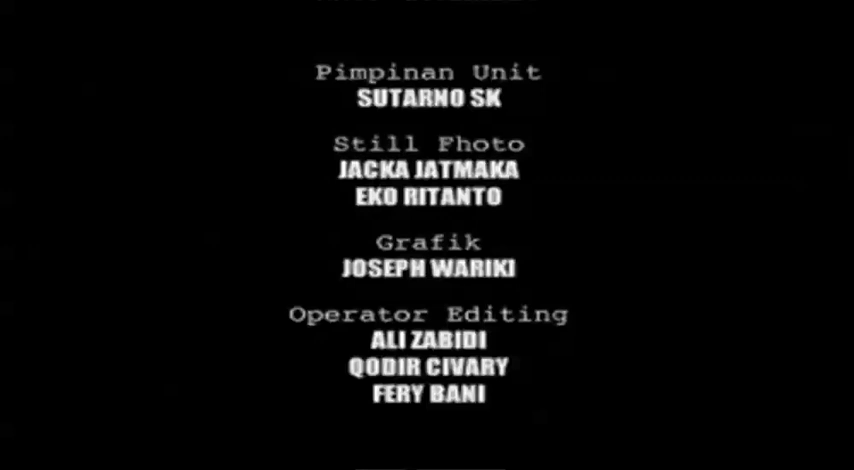 Pimpinan Unit
SUTARNO SK
Still Fhoto
JACKA JATMAKA
EKO RITANTO
Grafik
JOSEPH WARIKI
Operator Editing
ALI ZABIDI
QODIR CIVARY
FERY BANI